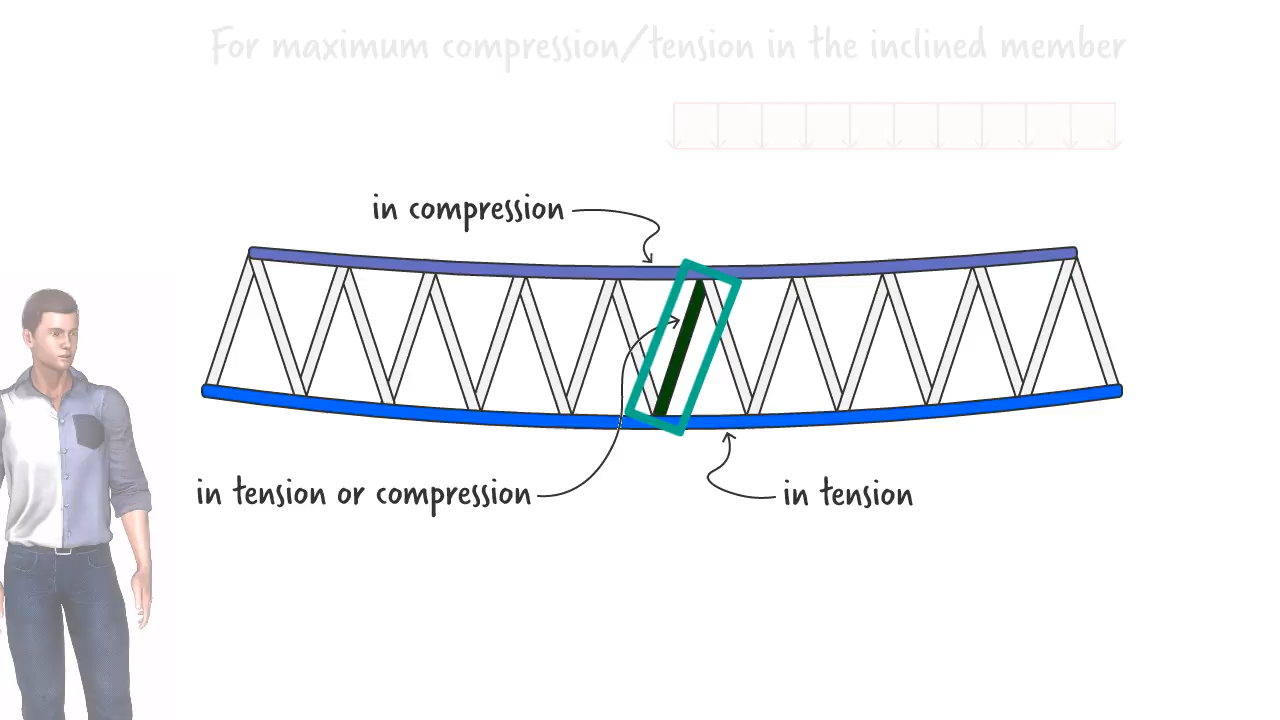 For maximum compression/tension in the inclined member
in compression
in tension or compression
in tension